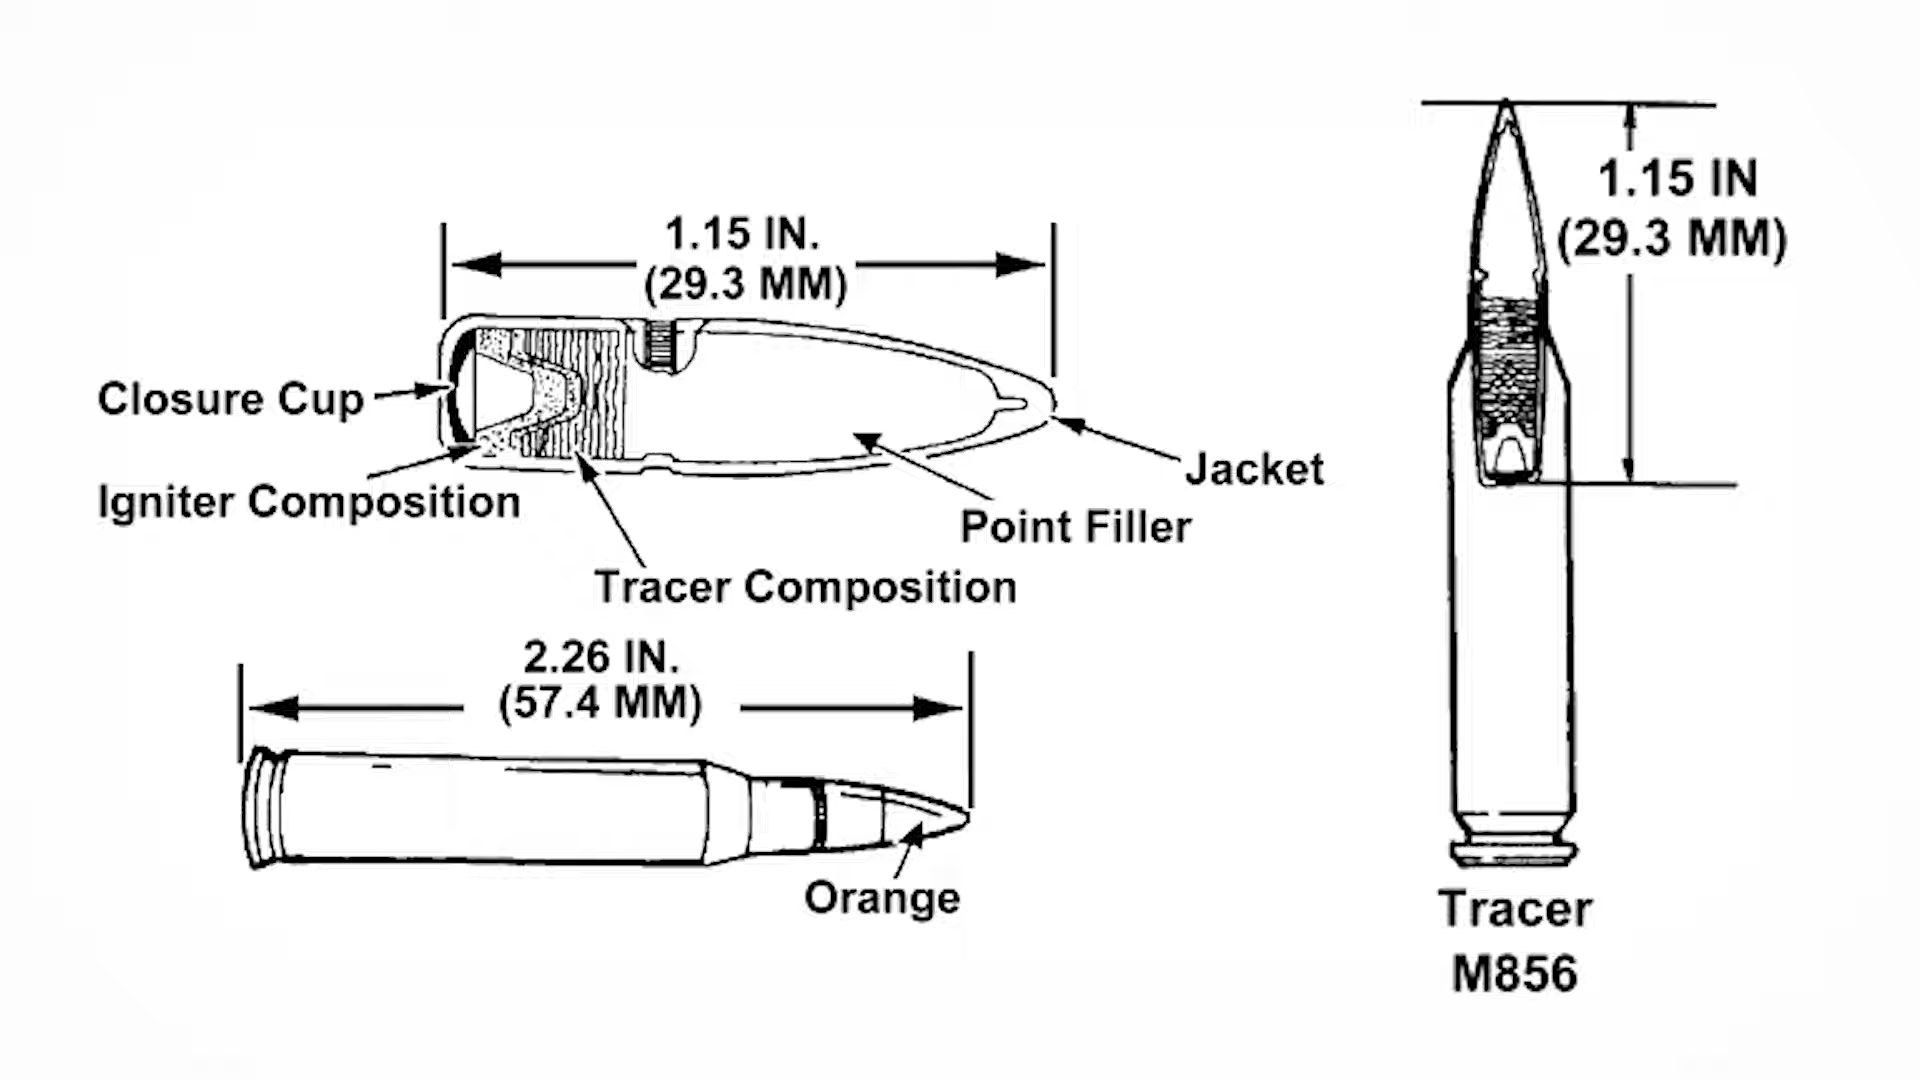 1.15 IN.
(29.3 MM)
Closure Cup
Igniter Composition
Tracer Composition
Point Filler
Jacket
2.26 IN.
(57.4 MM)
Orange
1.15 IN
(29.3 MM)
Tracer
M856